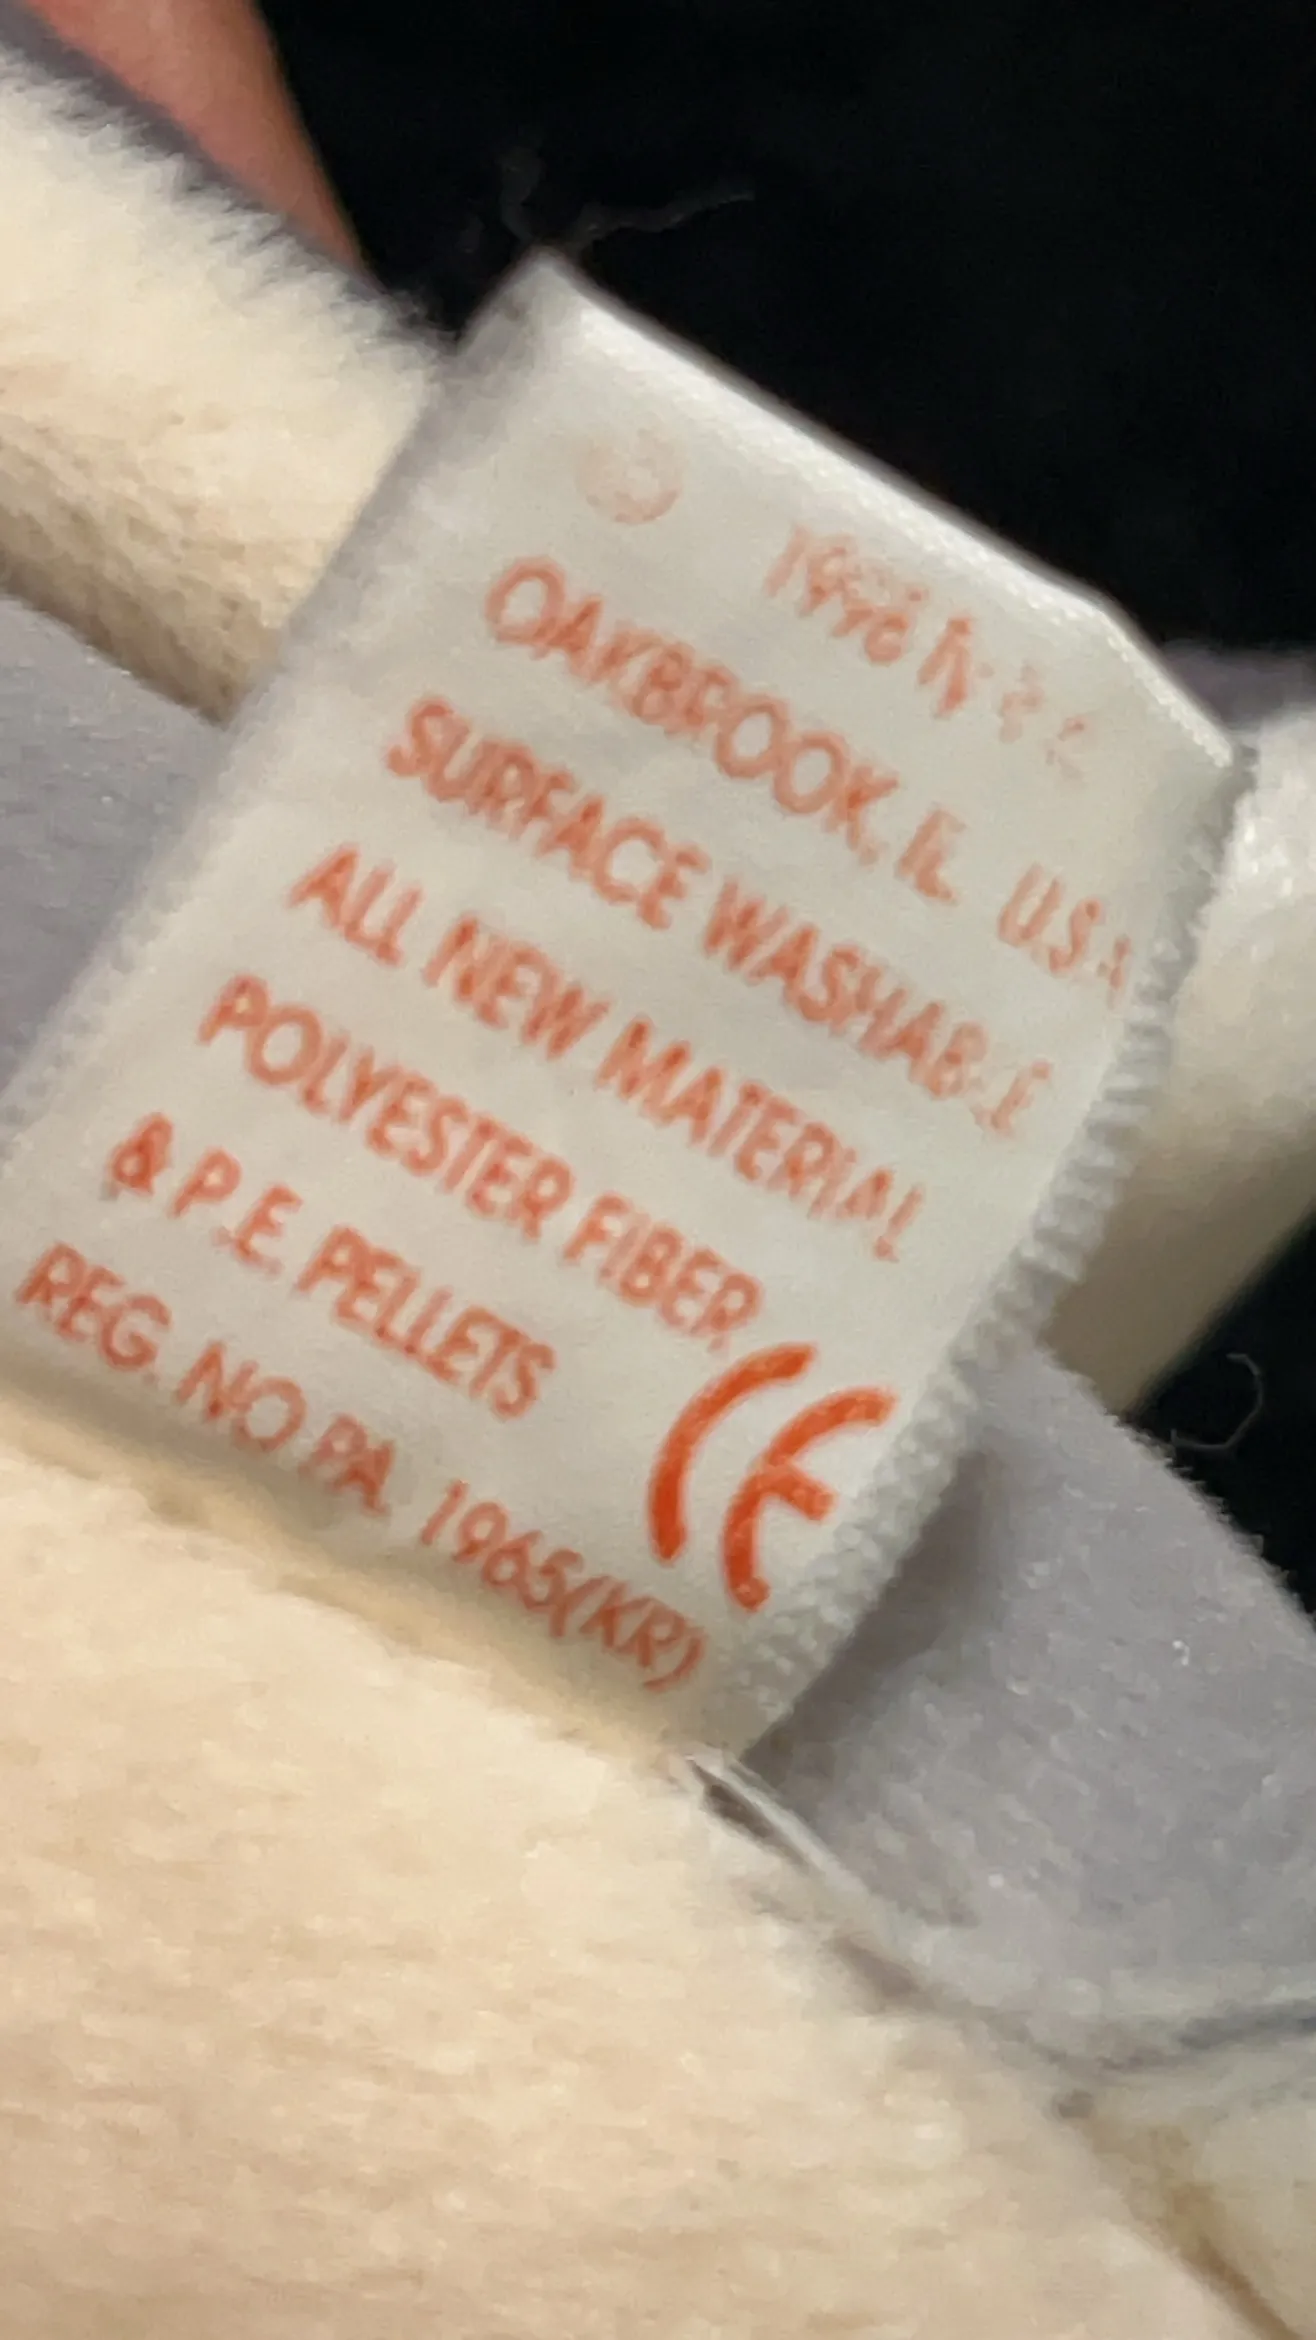 © 1996
OAKBROOK, IL U.S.A
SURFACE WASHABLE
ALL NEW MATERIAL
POLYESTER FIBER
& P.E. PELLETS
REG. NO PA. 1965(KR)
CE